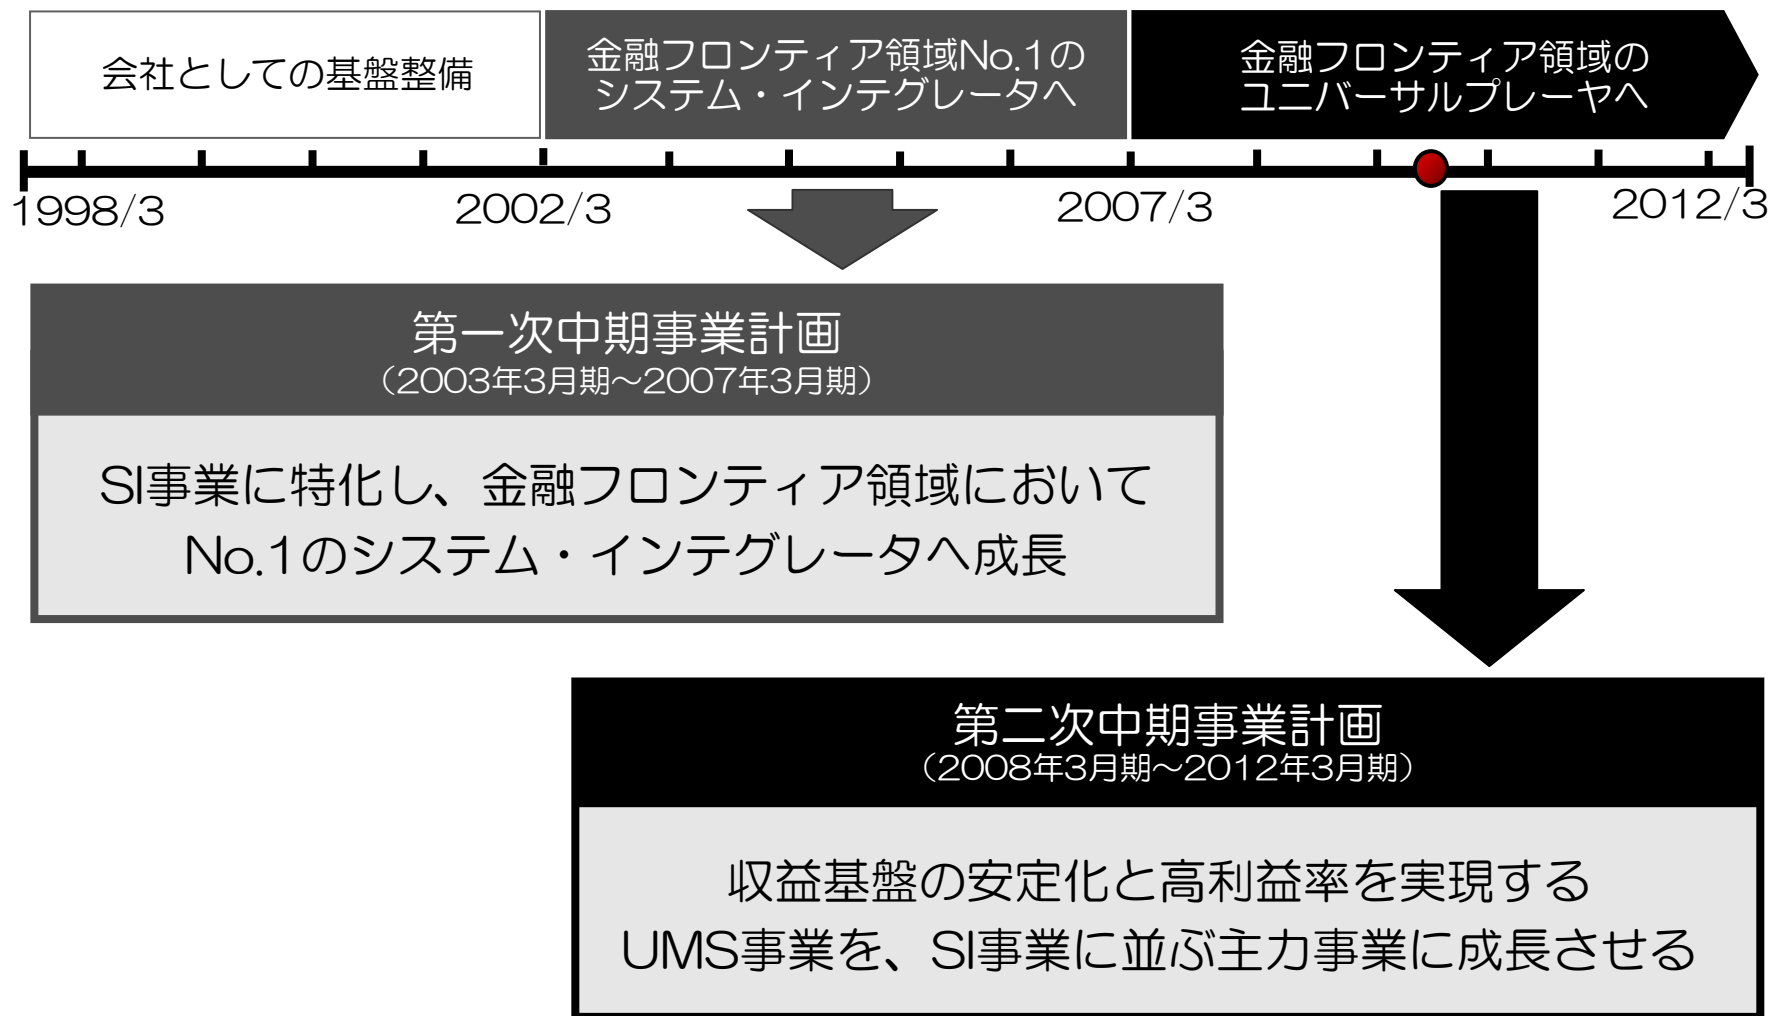 会社としての基盤整備
金融フロンティア領域No.1の
システム・インテグレータへ
金融フロンティア領域の
ユニバーサルプレーヤへ
1998/3
2002/3
2007/3
2012/3
第一次中期事業計画
（2003年3月期～2007年3月期）
SI事業に特化し、金融フロンティア領域において
No.1のシステム・インテグレータへ成長
第二次中期事業計画
（2008年3月期～2012年3月期）
収益基盤の安定化と高利益率を実現する
UMS事業を、SI事業に並ぶ主力事業に成長させる